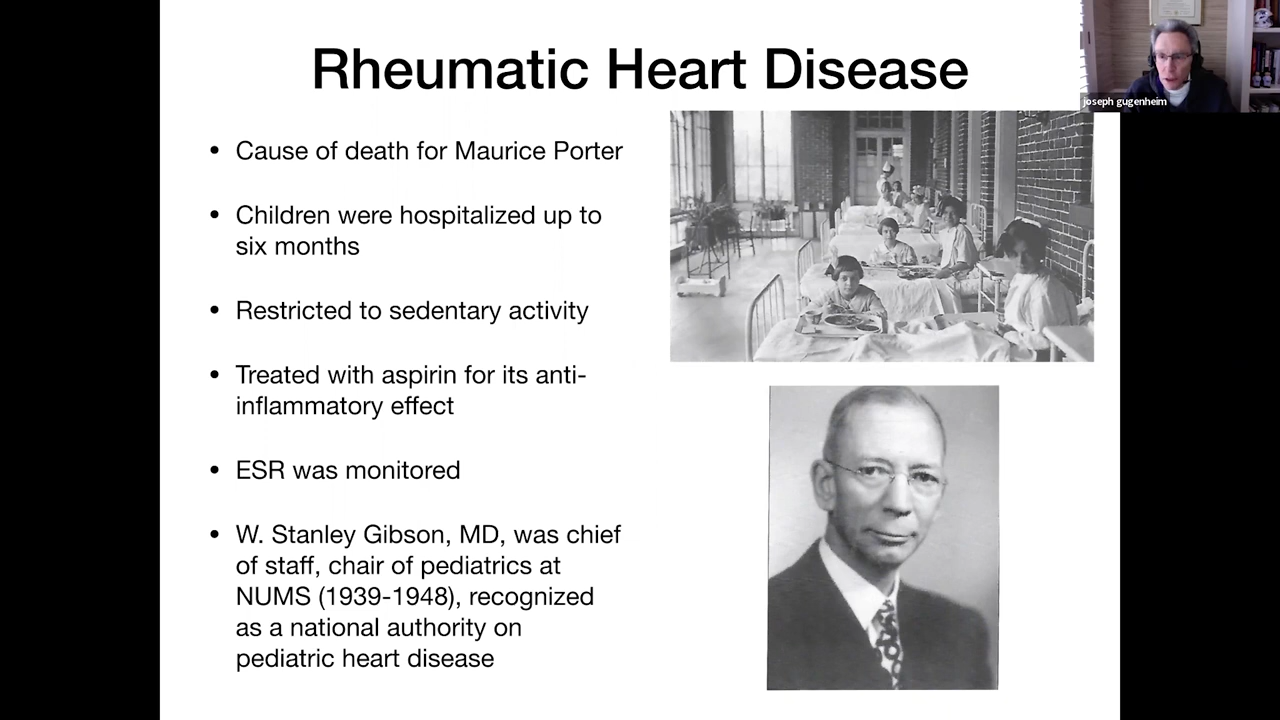 Rheumatic Heart Disease
joseph gugenheim
• Cause of death for Maurice Porter
• Children were hospitalized up to
six months
• Restricted to sedentary activity
• Treated with aspirin for its anti-
inflammatory effect
• ESR was monitored
• W. Stanley Gibson, MD, was chief
of staff, chair of pediatrics at
NUMS (1939-1948), recognized
as a national authority on
pediatric heart disease